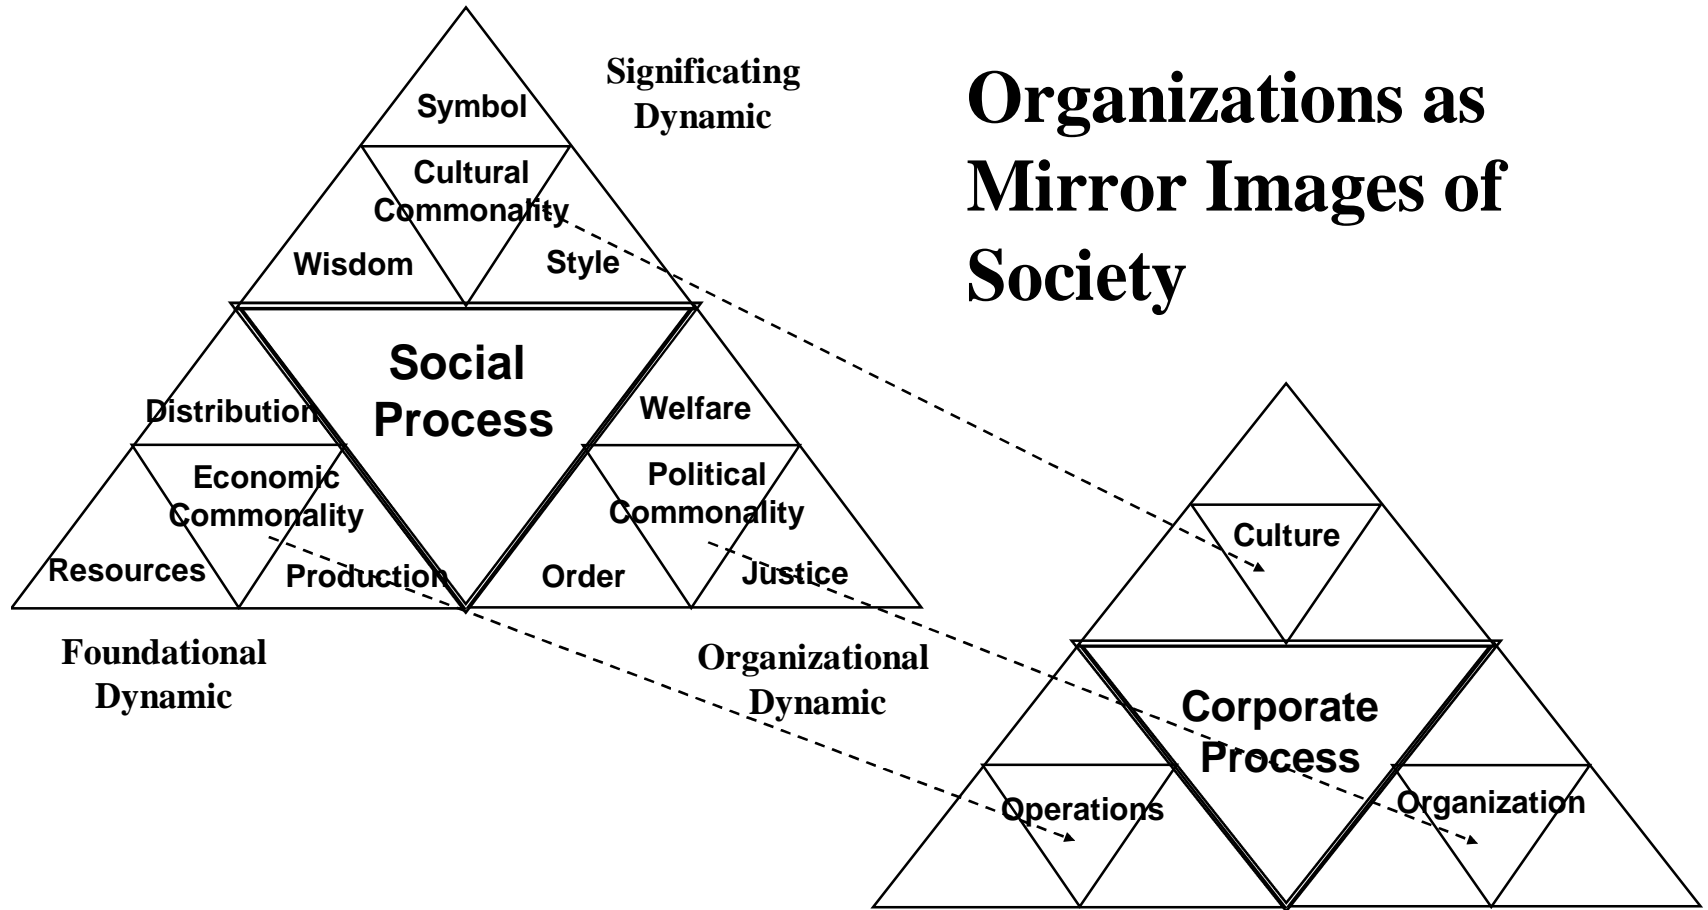 Organizations as
Mirror Images of
Society
Significating
Dynamic
Symbol
Cultural
Commonality
Wisdom
Style
Social
Process
Distribution
Economic
Commonality
Resources
Production
Welfare
Political
Commonality
Order
Justice
Foundational
Dynamic
Organizational
Dynamic
Culture
Corporate
Process
Operations
Organization